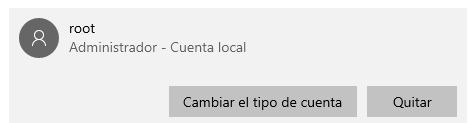 root
Administrador - Cuenta local
Cambiar el tipo de cuenta
Quitar